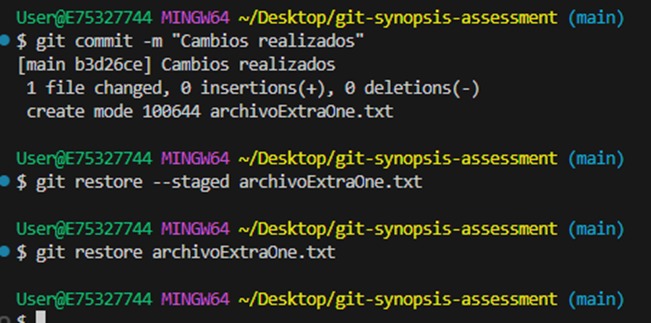 User@E75327744 MINGW64 ~/Desktop/git-synopsis-assessment (main)
$ git commit -m "Cambios realizados"
[main b3d26ce] Cambios realizados
 1 file changed, 0 insertions(+), 0 deletions(-)
 create mode 100644 archivoExtraOne.txt
User@E75327744 MINGW64 ~/Desktop/git-synopsis-assessment (main)
$ git restore --staged archivoExtraOne.txt
User@E75327744 MINGW64 ~/Desktop/git-synopsis-assessment (main)
$ git restore archivoExtraOne.txt
User@E75327744 MINGW64 ~/Desktop/git-synopsis-assessment (main)
$